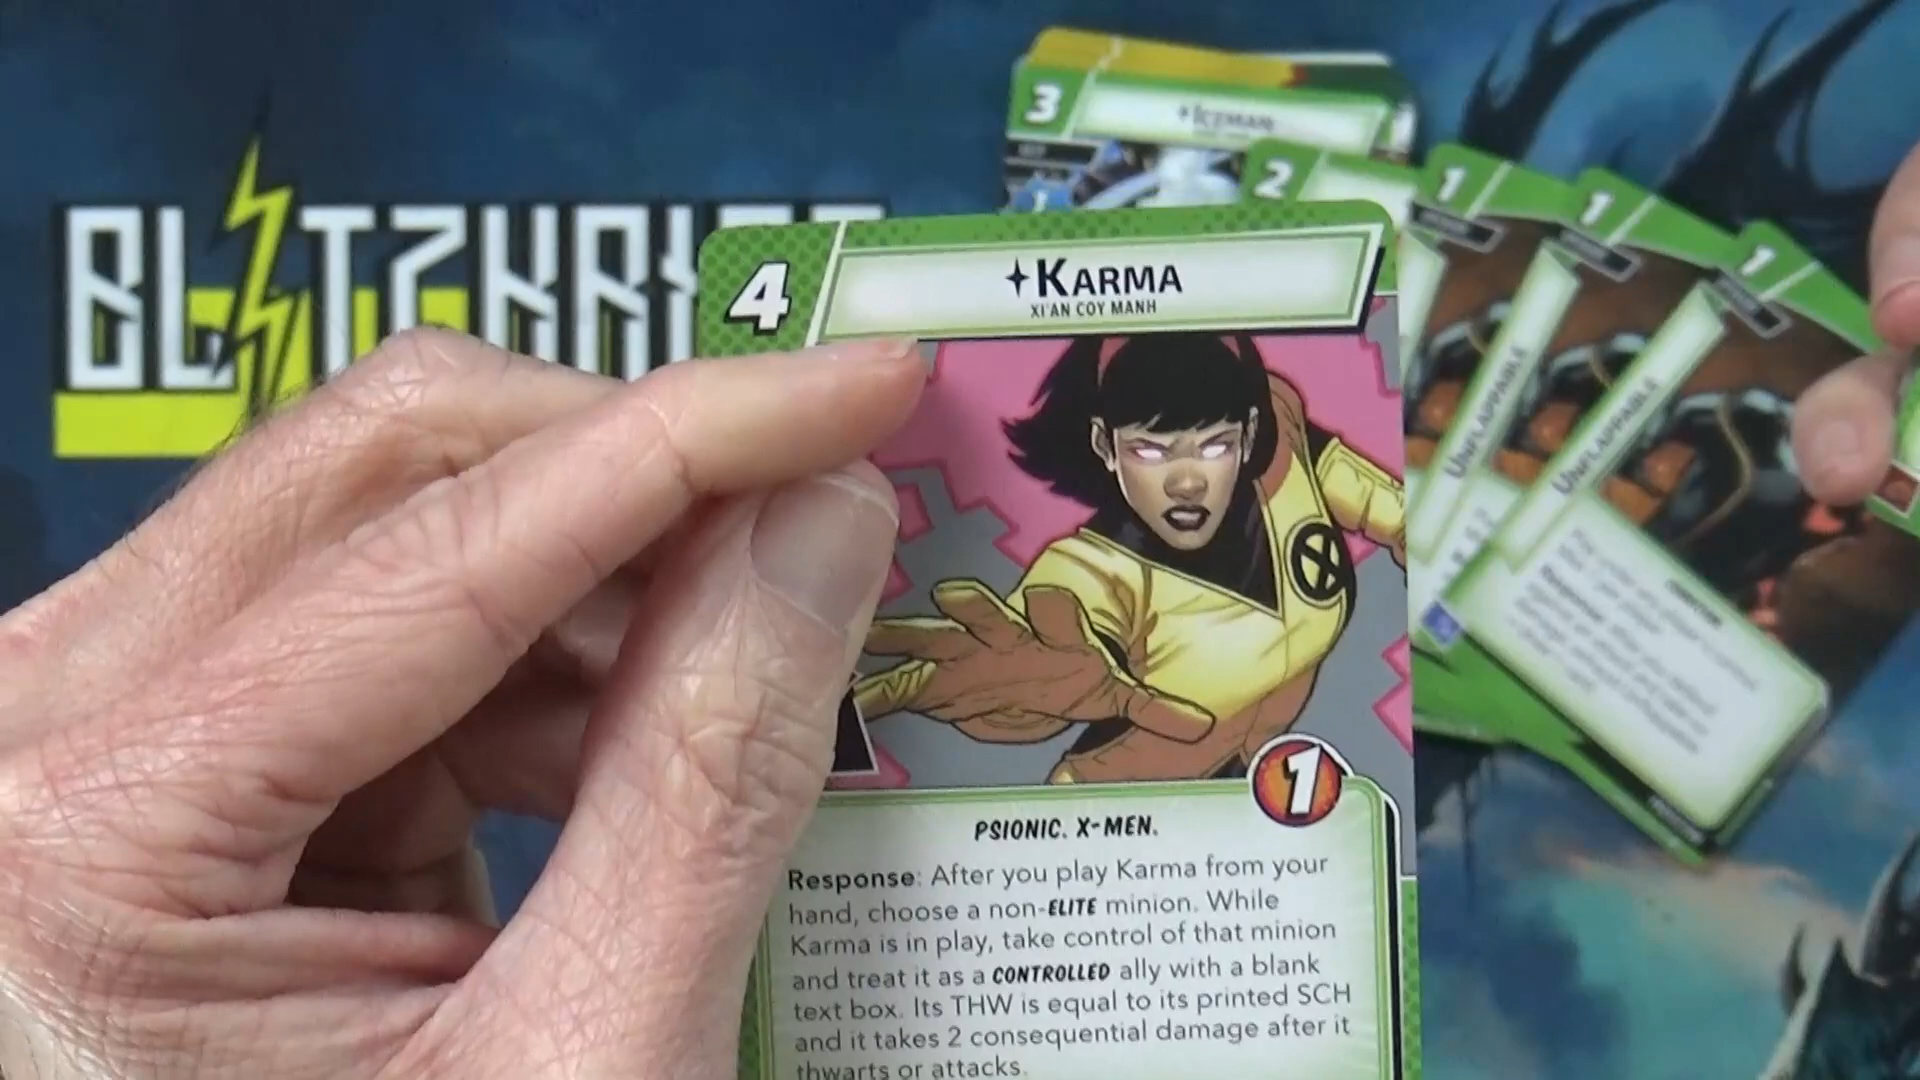 BLITZKRI
3
ICEMAN
2
1
1
1
4
KARMA
XI'AN COY MANH
UNFLAPPABLE
UNFLAPPABLE
1
PSIONIC. X-MEN.
Response: After you play Karma from your
hand, choose a non-ELITE minion. While
Karma is in play, take control of that minion
and treat it as a CONTROLLED ally with a blank
text box. Its THW is equal to its printed SCH
and it takes 2 consequential damage after it
thwarts or attacks.